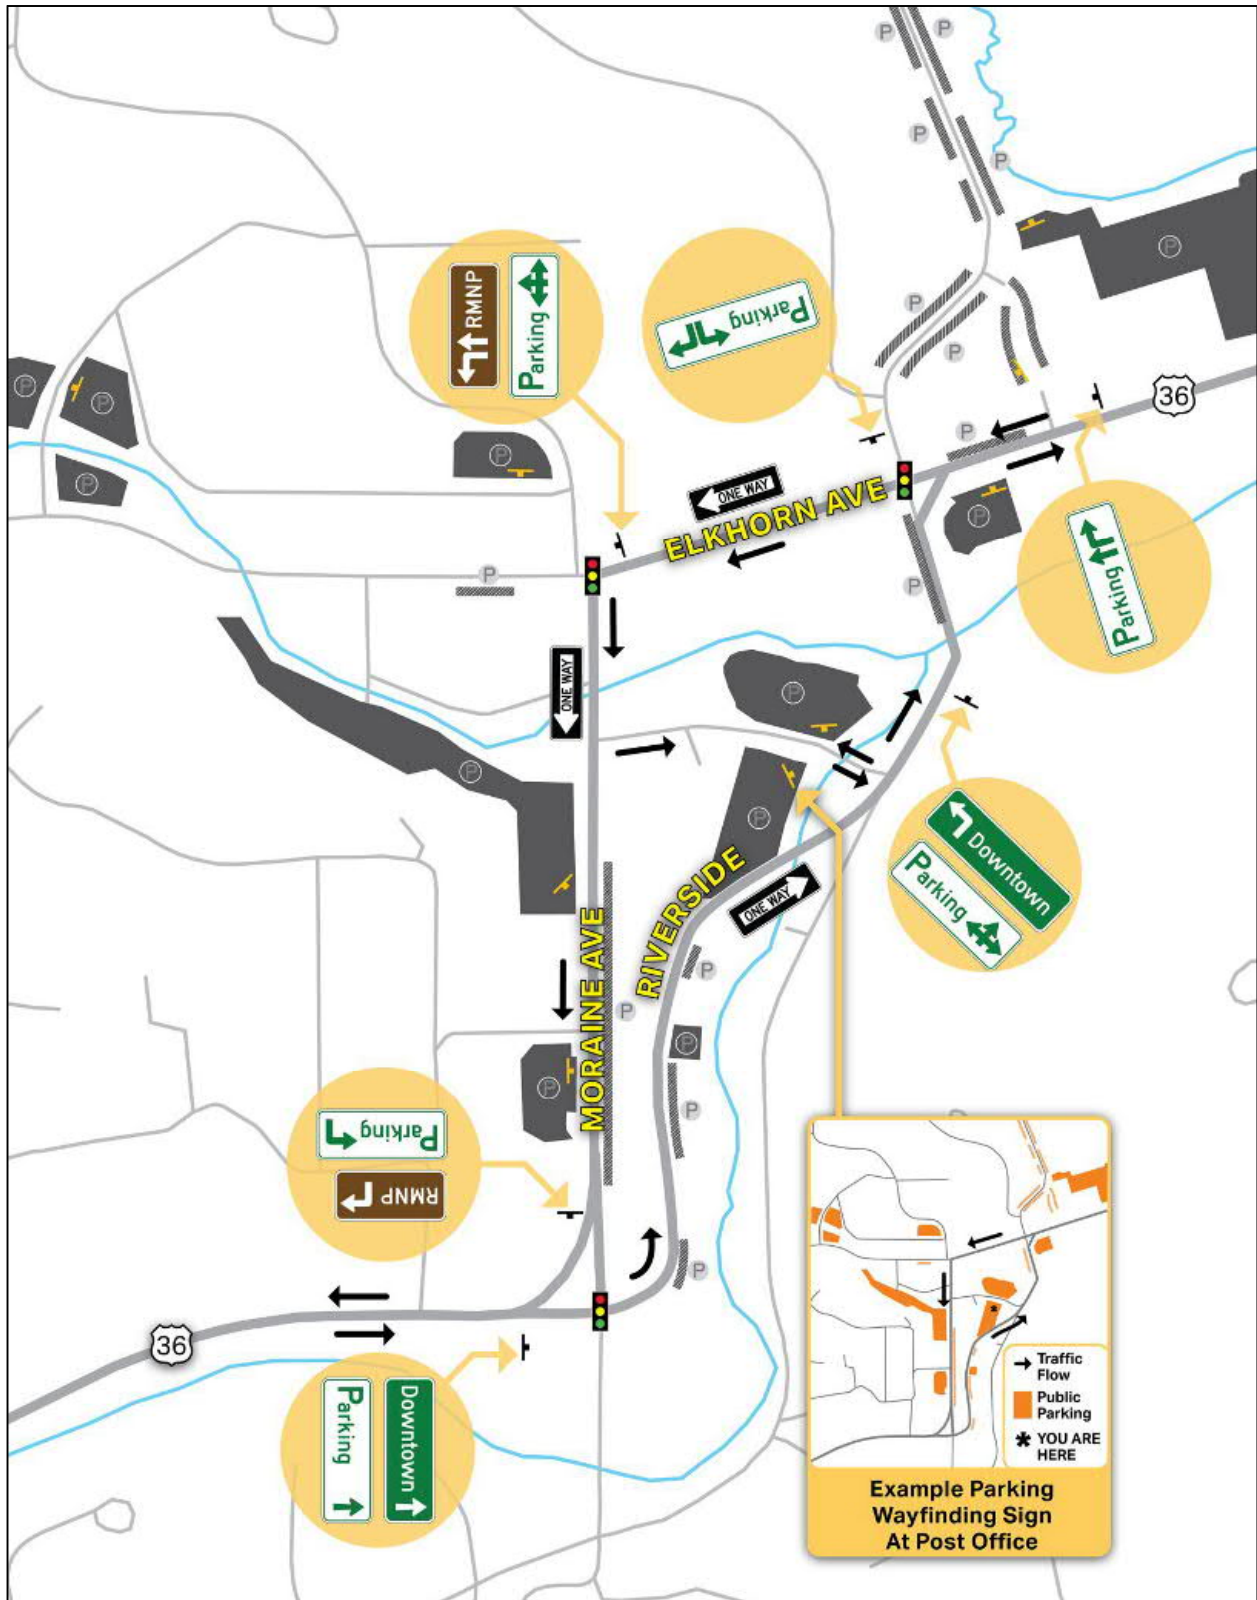 P
P
P
P
P
RMNP
Parking
Parking
P
P
P
P
36
P
P
P
P
ONE WAY
ELKHORN AVE
P
P
P
Parking
ONE WAY
P
P
P
Downtown
Parking
RIVERSIDE
ONE WAY
MORAINE AVE
P
P
P
P
P
Parking
RMNP
P
36
Parking
Downtown
Traffic
Flow
Public
Parking
* YOU ARE
HERE
Example Parking
Wayfinding Sign
At Post Office